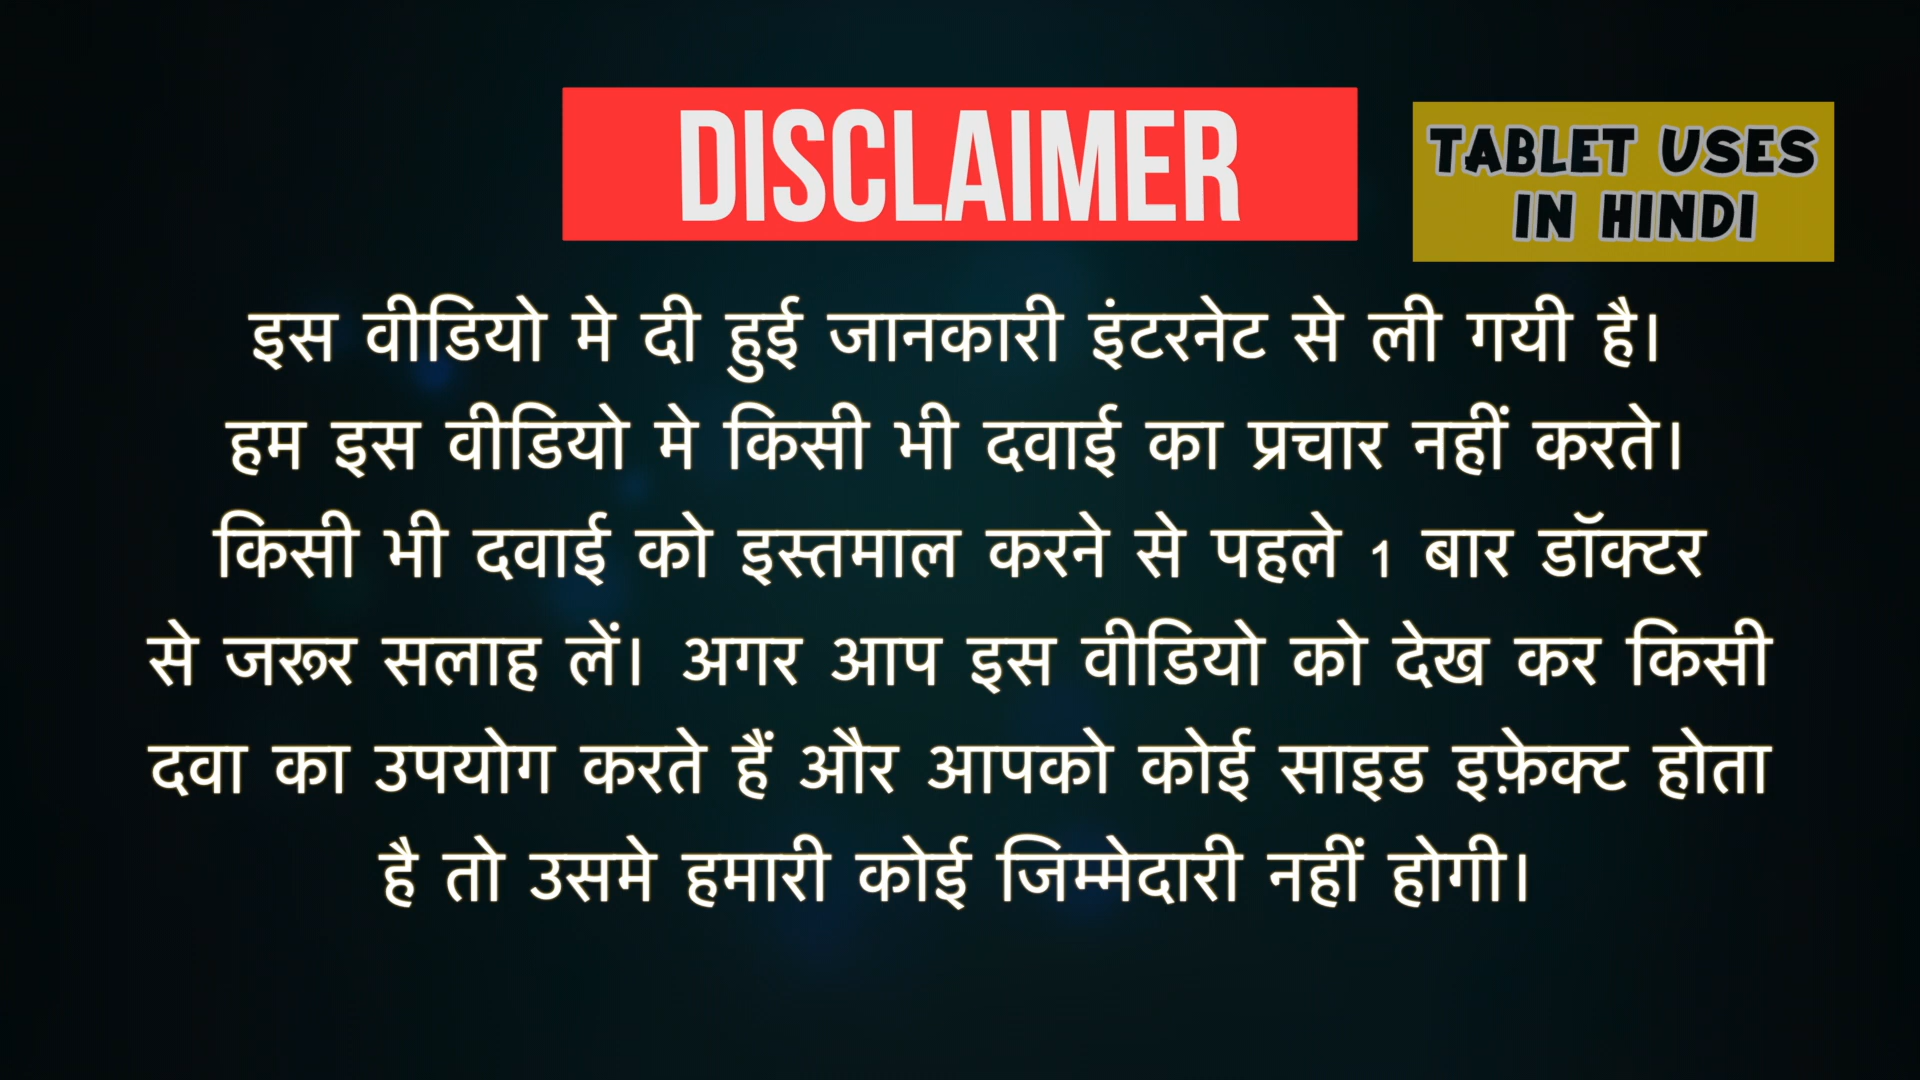 DISCLAIMER
TABLET USES
IN HINDI
इस वीडियो मे दी हुई जानकारी इंटरनेट से ली गयी है।
हम इस वीडियो मे किसी भी दवाई का प्रचार नहीं करते।
किसी भी दवाई को इस्तमाल करने से पहले 1 बार डॉक्टर
से जरूर सलाह लें। अगर आप इस वीडियो को देख कर किसी
दवा का उपयोग करते हैं और आपको कोई साइड इफ़ेक्ट होता
है तो उसमे हमारी कोई जिम्मेदारी नहीं होगी।